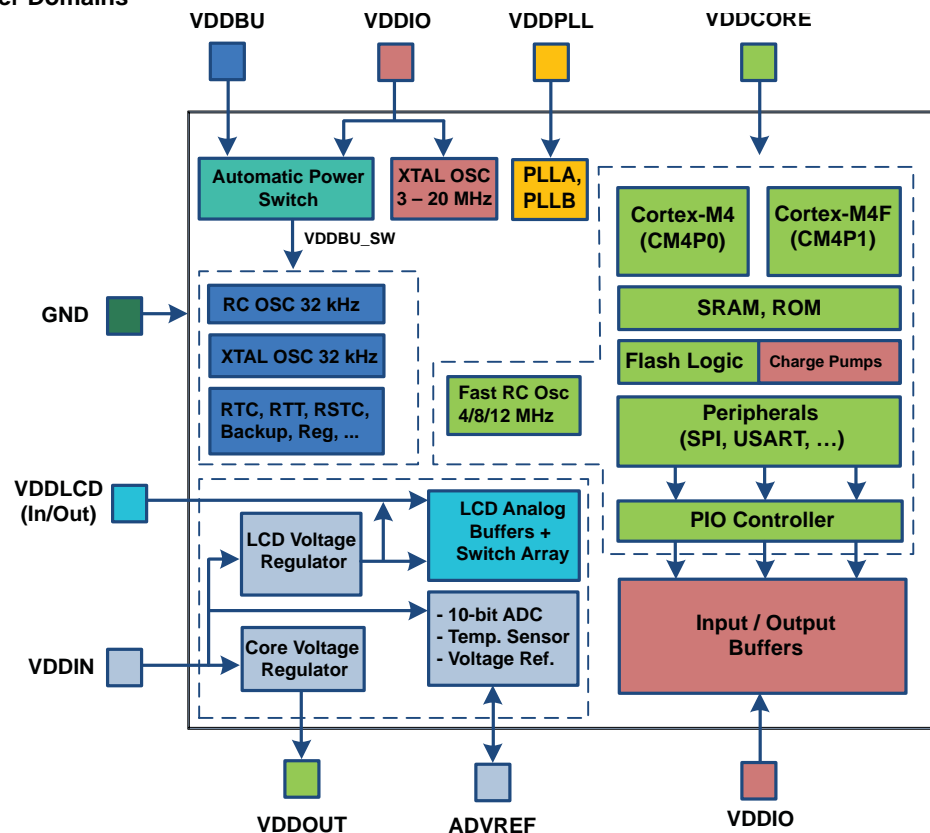 VDDBU
VDDIO
VDDPLL
VDDCORE
Automatic Power
Switch
XTAL OSC
3 – 20 MHz
PLLA,
PLLB
Cortex-M4
(CM4P0)
Cortex-M4F
(CM4P1)
VDDBU_SW
GND
RC OSC 32 kHz
SRAM, ROM
XTAL OSC 32 kHz
Flash Logic
Charge Pumps
Fast RC Osc
4/8/12 MHz
RTC, RTT, RSTC,
Backup, Reg, ...
Peripherals
(SPI, USART, …)
VDDLCD
(In/Out)
LCD Voltage
Regulator
LCD Analog
Buffers +
Switch Array
PIO Controller
- 10-bit ADC
- Temp. Sensor
- Voltage Ref.
Input / Output
Buffers
VDDIN
Core Voltage
Regulator
VDDOUT
ADVREF
VDDIO